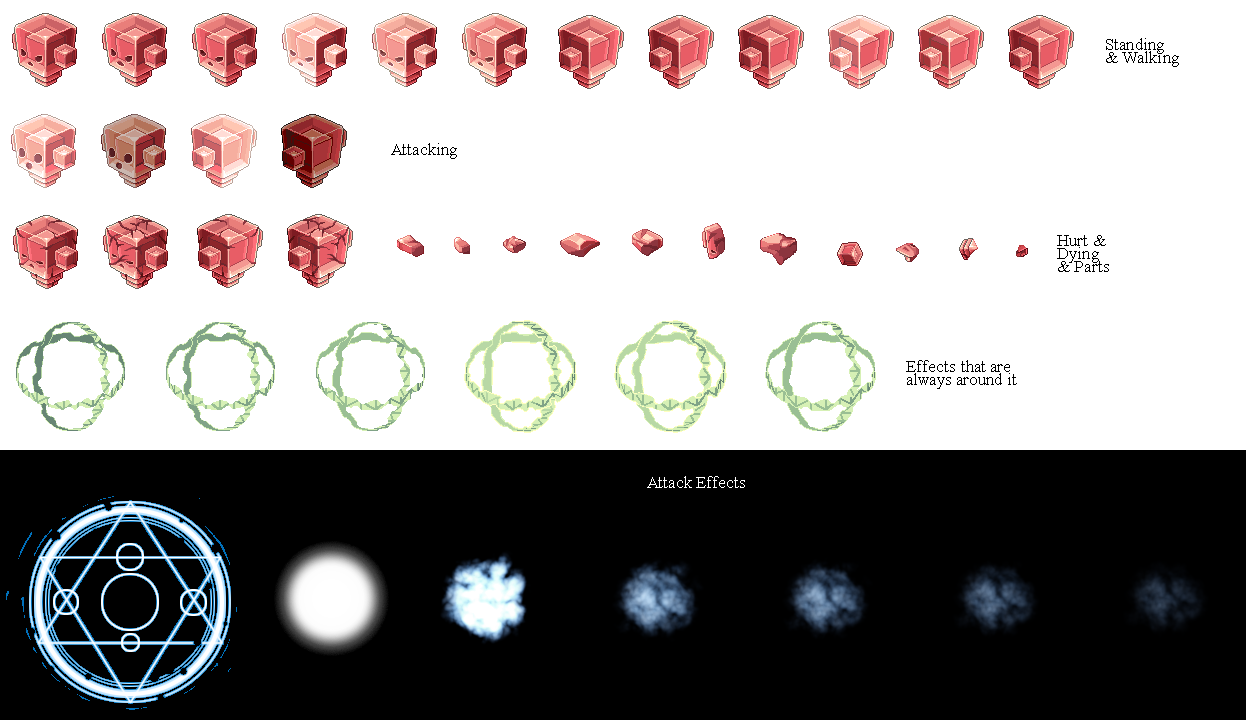 Standing
& Walking
Attacking
Hurt &
Dying
& Parts
Effects that are
always around it
Attack Effects